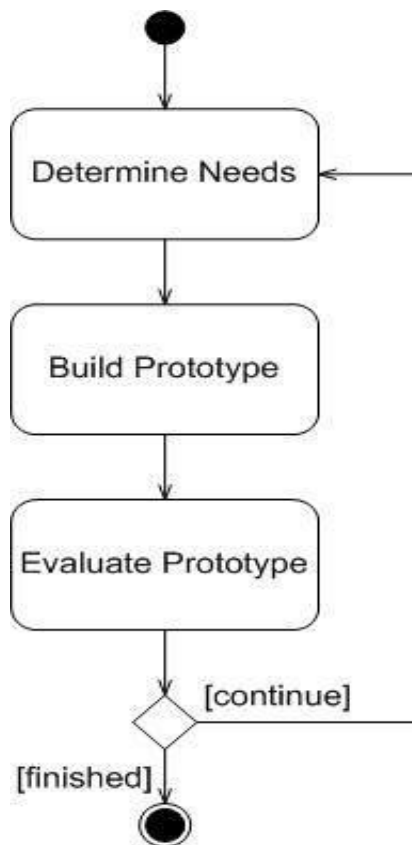 Determine Needs
Build Prototype
Evaluate Prototype
[continue]
[finished]